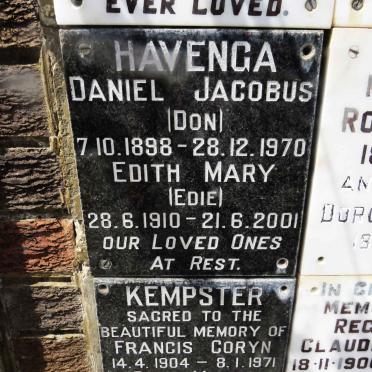 EVER LOVED.
HAVENGA
DANIEL JACOBUS
(DON)
7.10.1898 – 28.12.1970
EDITH MARY
(EDIE)
28.6.1910 – 21.6.2001
OUR LOVED ONES
AT REST.
KEMPSTER
SACRED TO THE
BEAUTIFUL MEMORY OF
FRANCIS CORYN
14.4.1904 – 8.1.1971